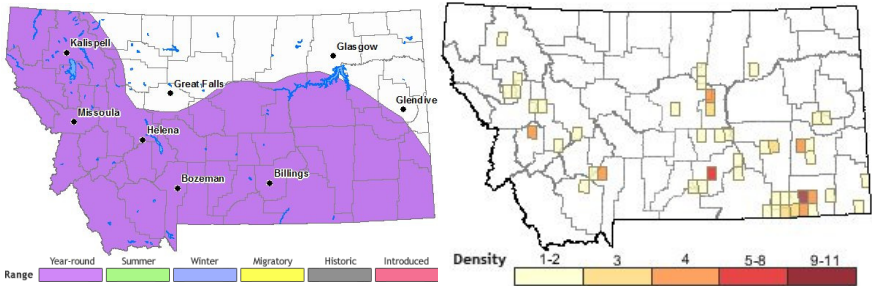 Kalispell
Glasgow
Great Falls
Glendive
Missoula
Helena
Bozeman
Billings
Year-round Summer Winter Migratory Historic Introduced
Range
Density 1-2 3 4 5-8 9-11